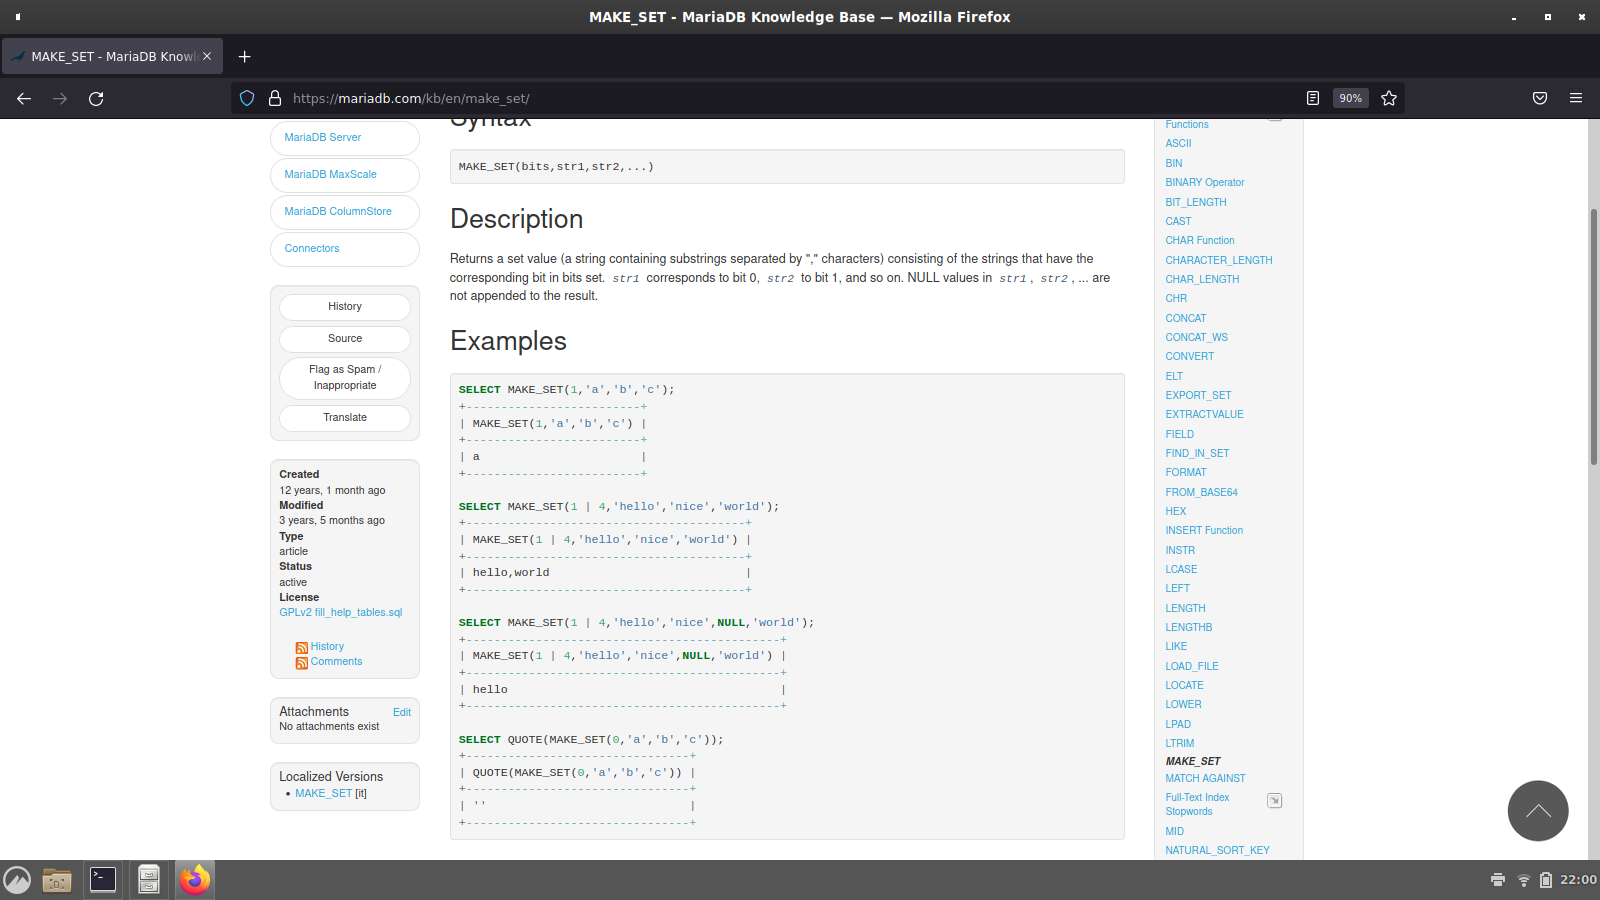 MAKE_SET - MariaDB Knowledge Base — Mozilla Firefox
MAKE_SET - MariaDB Knowle
https://mariadb.com/kb/en/make_set/
90%
MariaDB Server
MariaDB MaxScale
MariaDB ColumnStore
Connectors
History
Source
Flag as Spam /
Inappropriate
Translate
Created
12 years, 1 month ago
Modified
3 years, 5 months ago
Type
article
Status
active
License
GPLv2 fill_help_tables.sql
History
Comments
Attachments Edit
No attachments exist
Localized Versions
• MAKE_SET [it]
Syntax
MAKE_SET(bits,str1,str2,...)
Description
Returns a set value (a string containing substrings separated by "," characters) consisting of the strings that have the
corresponding bit in bits set. str1 corresponds to bit 0, str2 to bit 1, and so on. NULL values in str1, str2, ... are
not appended to the result.
Examples
SELECT MAKE_SET(1,'a','b','c');
+-------------------------+
| MAKE_SET(1,'a','b','c') |
+-------------------------+
| a                       |
+-------------------------+
SELECT MAKE_SET(1 | 4,'hello','nice','world');
+----------------------------------------+
| MAKE_SET(1 | 4,'hello','nice','world') |
+----------------------------------------+
| hello,world                            |
+----------------------------------------+
SELECT MAKE_SET(1 | 4,'hello','nice',NULL,'world');
+---------------------------------------------+
| MAKE_SET(1 | 4,'hello','nice',NULL,'world') |
+---------------------------------------------+
| hello                                       |
+---------------------------------------------+
SELECT QUOTE(MAKE_SET(0,'a','b','c'));
+--------------------------------+
| QUOTE(MAKE_SET(0,'a','b','c')) |
+--------------------------------+
| ''                             |
+--------------------------------+
Functions
ASCII
BIN
BINARY Operator
BIT_LENGTH
CAST
CHAR Function
CHARACTER_LENGTH
CHAR_LENGTH
CHR
CONCAT
CONCAT_WS
CONVERT
ELT
EXPORT_SET
EXTRACTVALUE
FIELD
FIND_IN_SET
FORMAT
FROM_BASE64
HEX
INSERT Function
INSTR
LCASE
LEFT
LENGTH
LENGTHB
LIKE
LOAD_FILE
LOCATE
LOWER
LPAD
LTRIM
MAKE_SET
MATCH AGAINST
Full-Text Index
Stopwords
MID
NATURAL_SORT_KEY
22:00